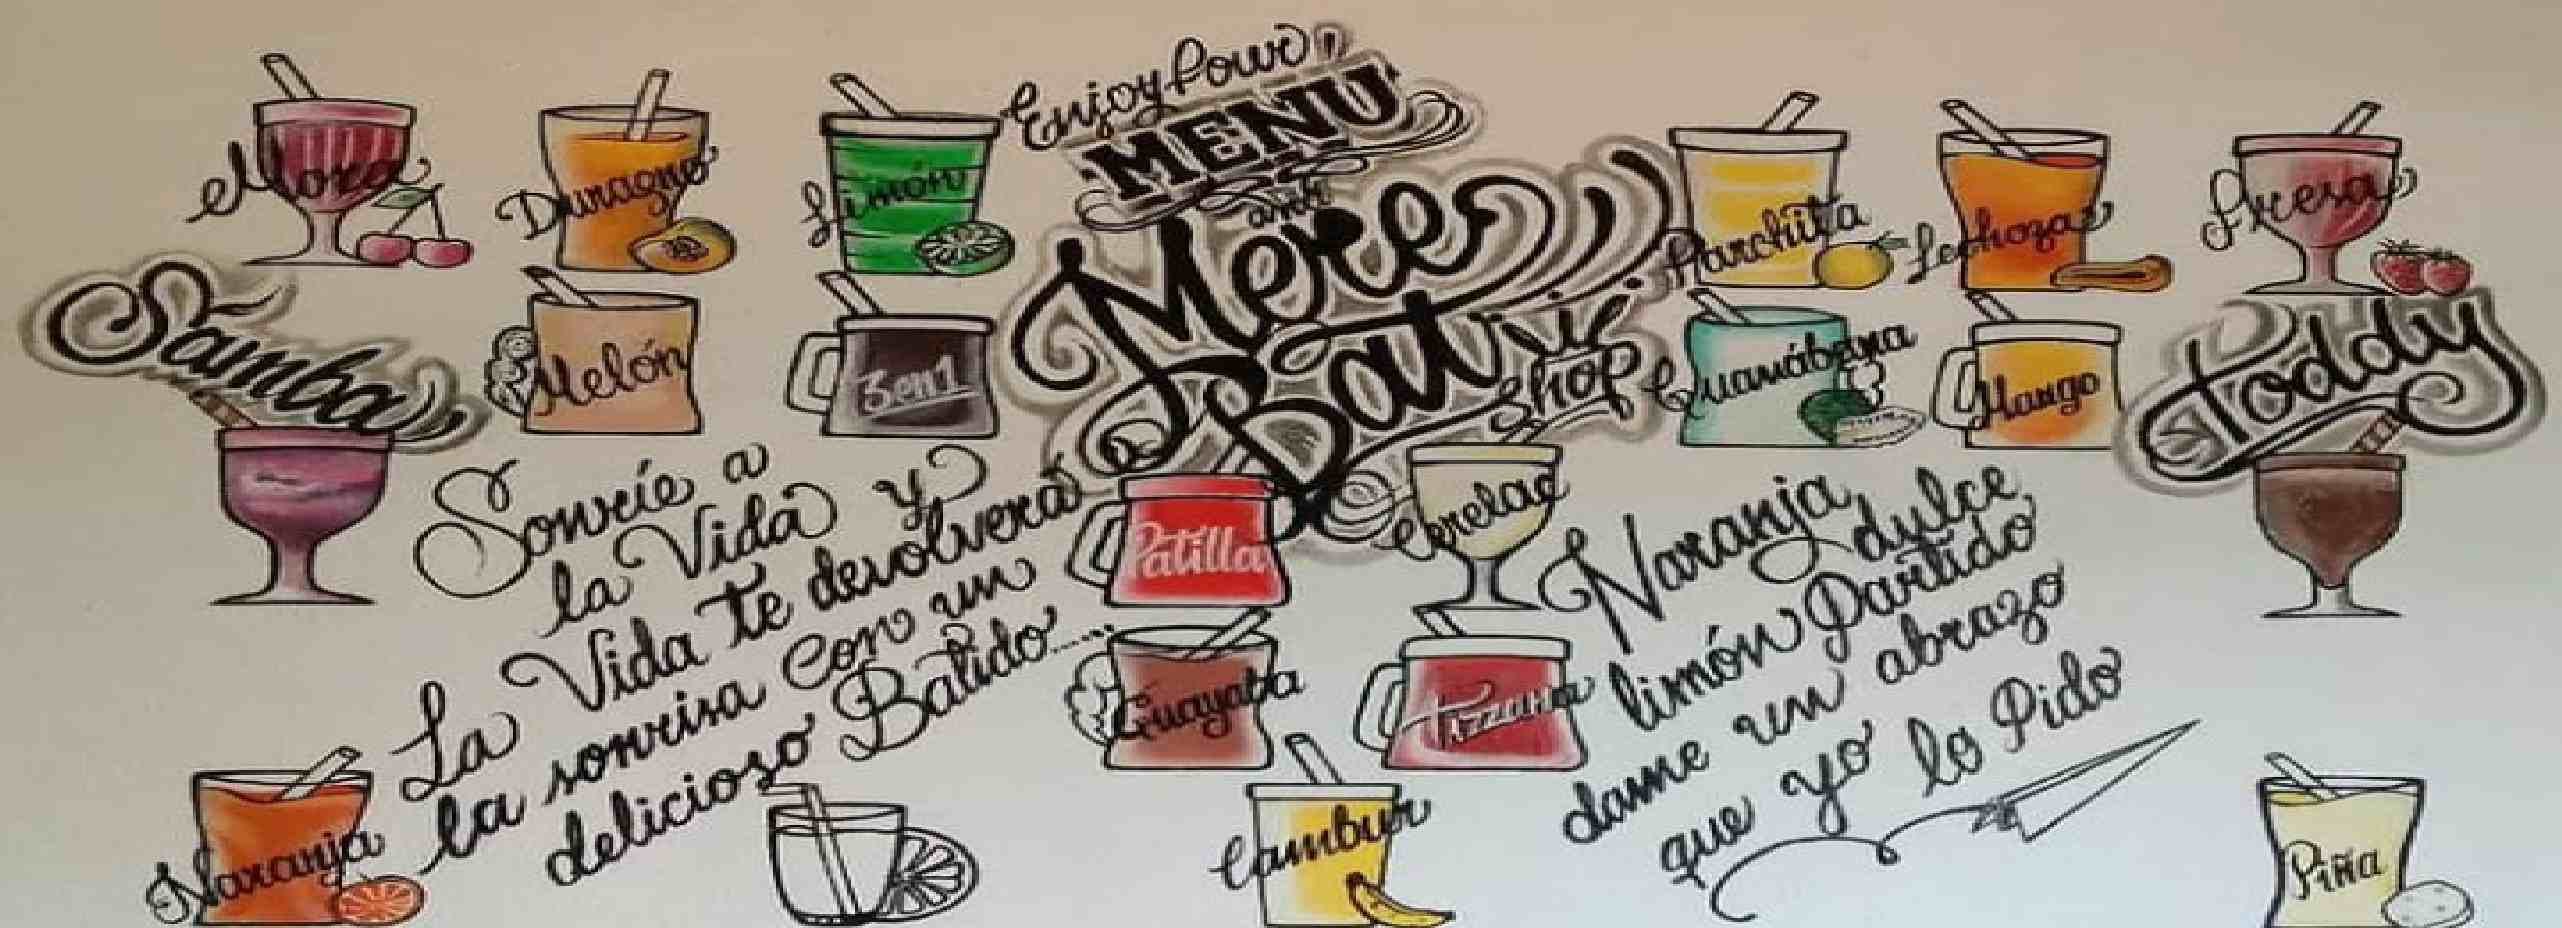 Enjoy Your
MENU
Mere
Bati
Shop
Mora
Durazno
Limón
Parchita
Lechoza
Fresa
Samba
Melón
3en1
Guanábana
Mango
Toddy
Sonríe a
la Vida y
La Vida te devolverá
la sonrisa con un
delicioso Batido.....
Patilla
Cerelac
Guayaba
Naranja dulce
limón Partido
dame un abrazo
que yo lo Pido
Naranja
Cambur
Piña